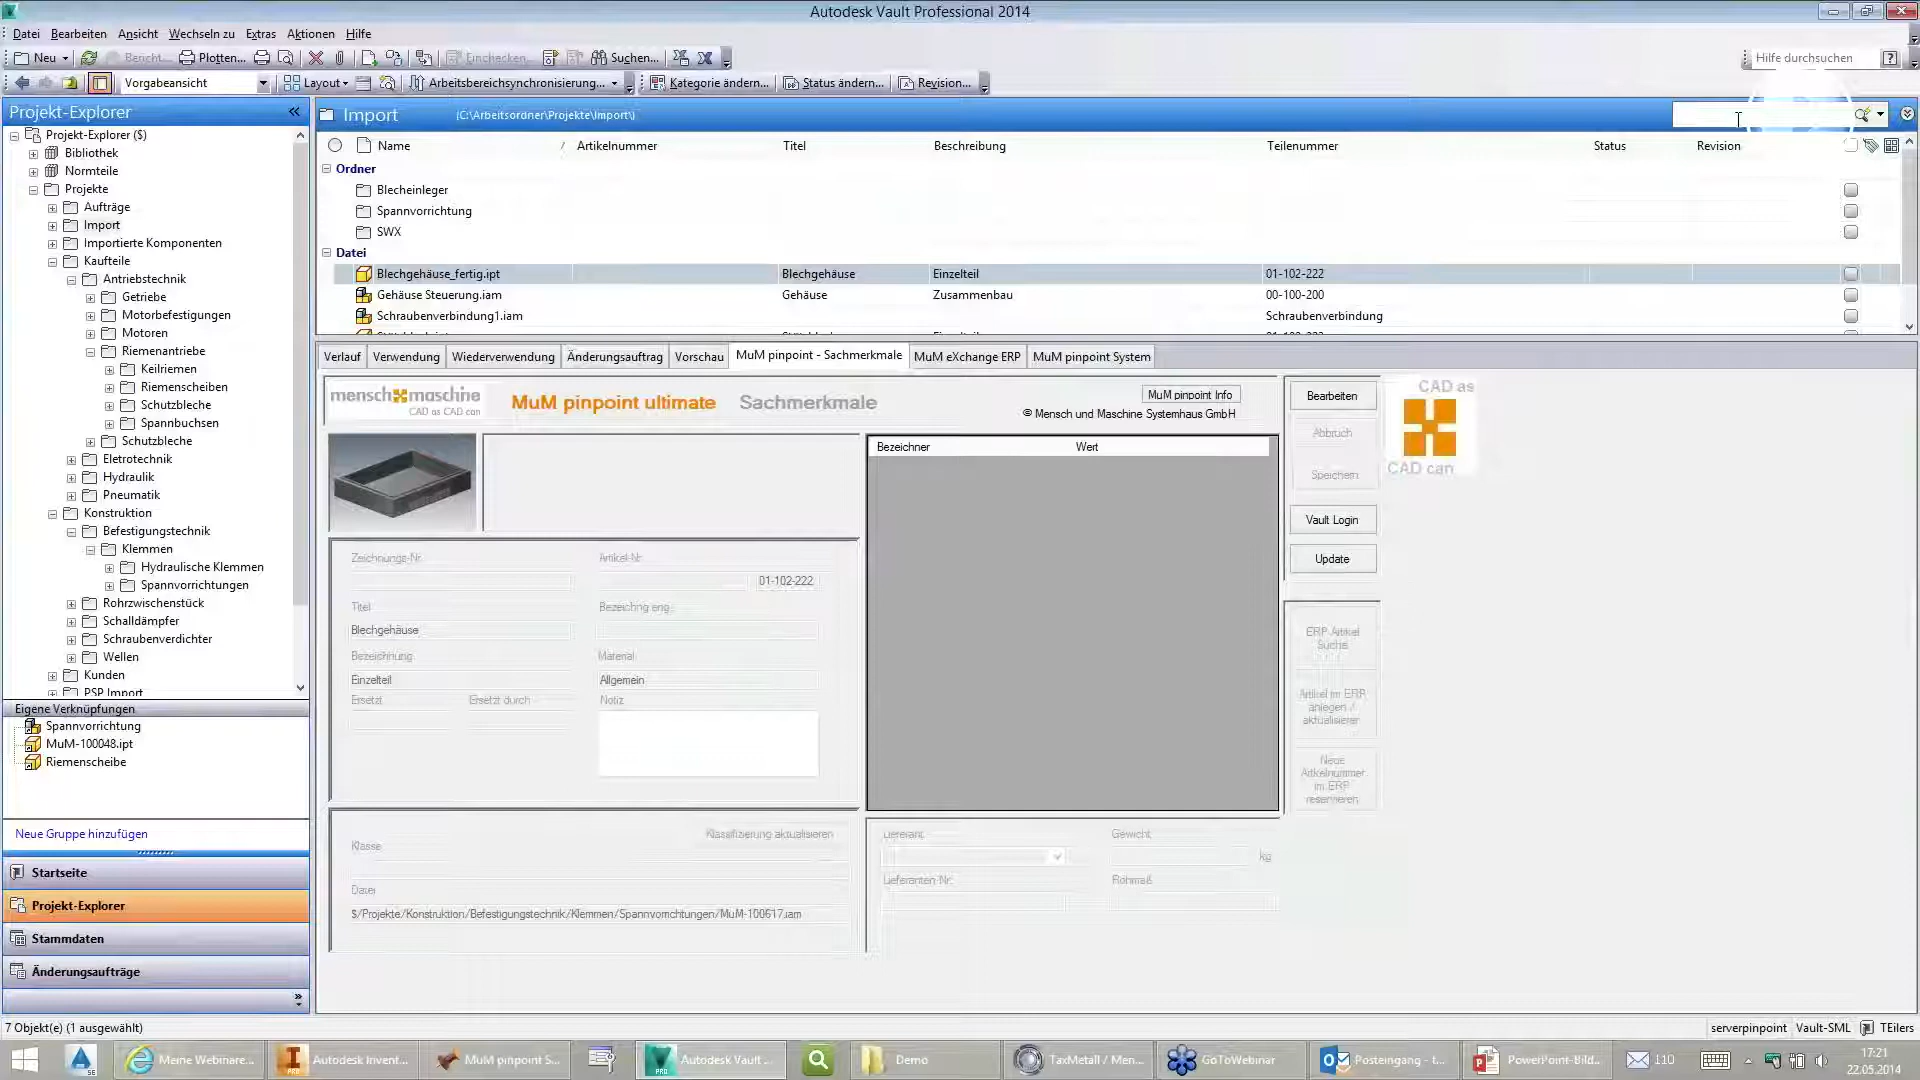 Autodesk Vault Professional 2014
Datei Bearbeiten Ansicht Wechseln zu Extras Aktionen Hilfe
Neu Bericht... Plotten... Einchecken... Suchen... Hilfe durchsuchen
Vorgabeansicht Layout Arbeitsbereichsynchronisierung... Kategorie ändern... Status ändern... Revision...
Projekt-Explorer
Import (C:\Arbeitsordner\Projekte\Import\)
Projekt-Explorer ($)
Bibliothek
Normteile
Projekte
Aufträge
Import
Importierte Komponenten
Kaufteile
Antriebstechnik
Getriebe
Motorbefestigungen
Motoren
Riemenantriebe
Keilriemen
Riemenscheiben
Schutzbleche
Spannbuchsen
Schutzbleche
Eletrotechnik
Hydraulik
Pneumatik
Konstruktion
Befestigungstechnik
Klemmen
Hydraulische Klemmen
Spannvorrichtungen
Rohrzwischenstück
Schalldämpfer
Schraubenverdichter
Wellen
Kunden
PSP Import
Eigene Verknüpfungen
Spannvorrichtung
MuM-100048.ipt
Riemenscheibe
Neue Gruppe hinzufügen
Startseite
Projekt-Explorer
Stammdaten
Änderungsaufträge
Name / Artikelnummer Titel Beschreibung Teilenummer Status Revision
Ordner
Blecheinleger
Spannvorrichtung
SWX
Datei
Blechgehäuse_fertig.ipt Blechgehäuse Einzelteil 01-102-222
Gehäuse Steuerung.iam Gehäuse Zusammenbau 00-100-200
Schraubenverbindung1.iam Schraubenverbindung
Verlauf Verwendung Wiederverwendung Änderungsauftrag Vorschau MuM pinpoint - Sachmerkmale MuM eXchange ERP MuM pinpoint System
mensch maschine
CAD as CAD can
MuM pinpoint ultimate Sachmerkmale
MuM pinpoint Info
© Mensch und Maschine Systemhaus GmbH
Bezeichner Wert
Zeichnungs-Nr. Artikel-Nr.
01-102-222
Titel Bezeichng eng.
Blechgehäuse
Bezeichnung Material
Einzelteil Allgemein
Ersetzt Ersetzt durch Notiz
Klassifizierung aktualisieren
Klasse
Datei
$/Projekte/Konstruktion/Befestigungstechnik/Klemmen/Spannvorrichtungen/MuM-100617.iam
Lieferant Gewicht
kg
Lieferanten-Nr. Rohmaß
Bearbeiten
Abbruch
Speichern
Vault Login
Update
ERP-Artikel
Suche
Artikel im ERP
anlegen /
aktualisieren
Neue
Artikelnummer
im ERP
reservieren
CAD as
CAD can
7 Objekt(e) (1 ausgewählt) serverpinpoint Vault-SML TEilers
Meine Webinare... Autodesk Invent... MuM pinpoint S... Autodesk Vault ... Demo TaxMetall / Men... GoToWebinar Posteingang - t... PowerPoint-Bild... 110
17:21
22.05.2014